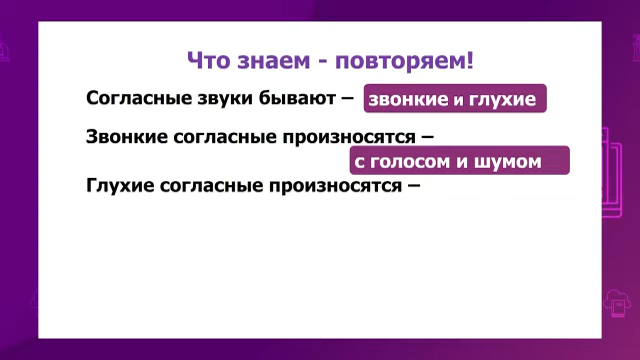 Что знаем - повторяем!
Согласные звуки бывают – звонкие и глухие
Звонкие согласные произносятся –
с голосом и шумом
Глухие согласные произносятся –